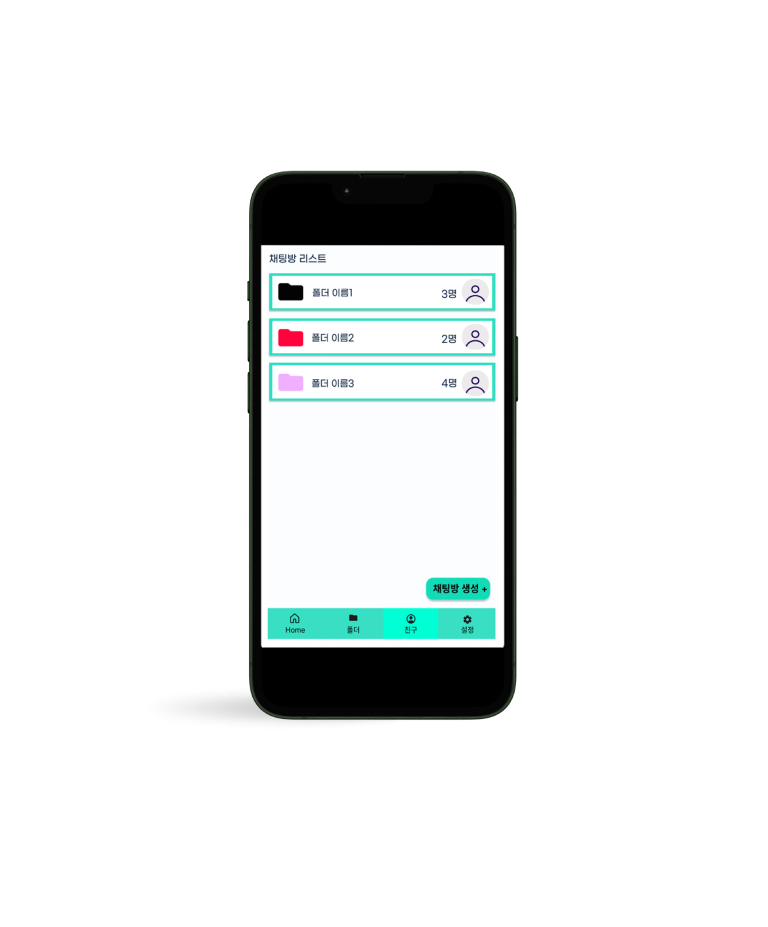 채팅방 리스트
폴더 이름1
3명
폴더 이름2
2명
폴더 이름3
4명
채팅방 생성 +
Home
폴더
친구
설정